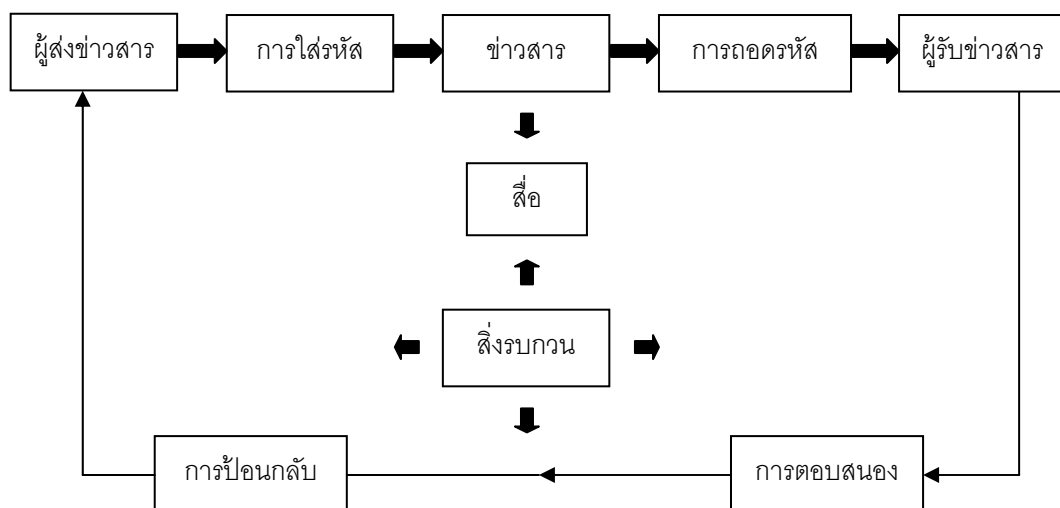 ผู้ส่งข่าวสาร
การใส่รหัส
ข่าวสาร
การถอดรหัส
ผู้รับข่าวสาร
สื่อ
สิ่งรบกวน
การป้อนกลับ
การตอบสนอง